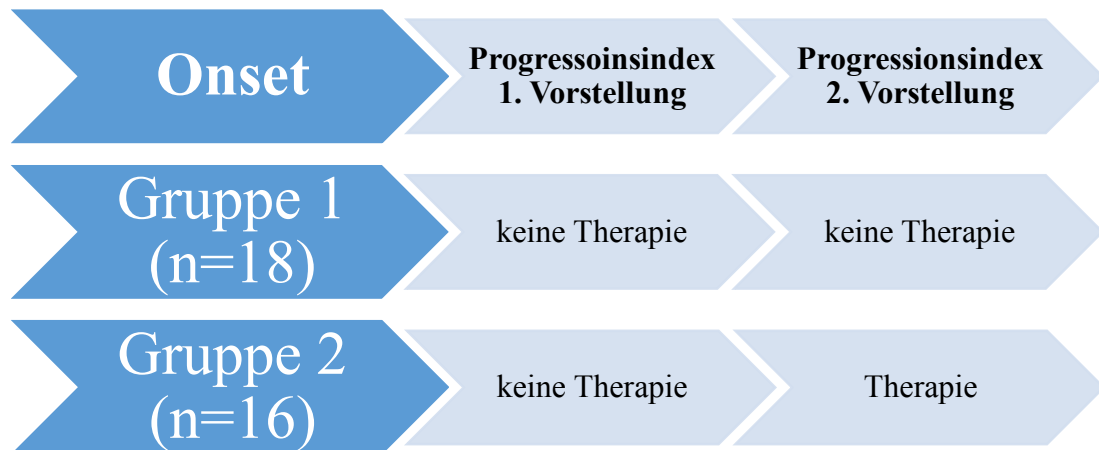 Onset
Progressoinsindex
1. Vorstellung
Progressionsindex
2. Vorstellung
Gruppe 1
(n=18)
keine Therapie
keine Therapie
Gruppe 2
(n=16)
keine Therapie
Therapie